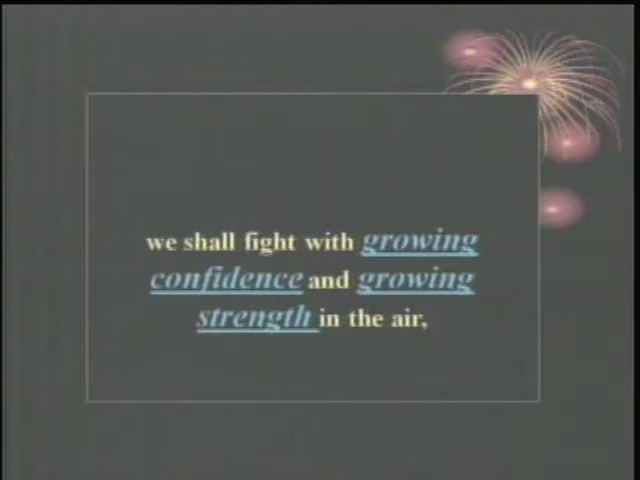 we shall fight with growing
confidence and growing
strength in the air,